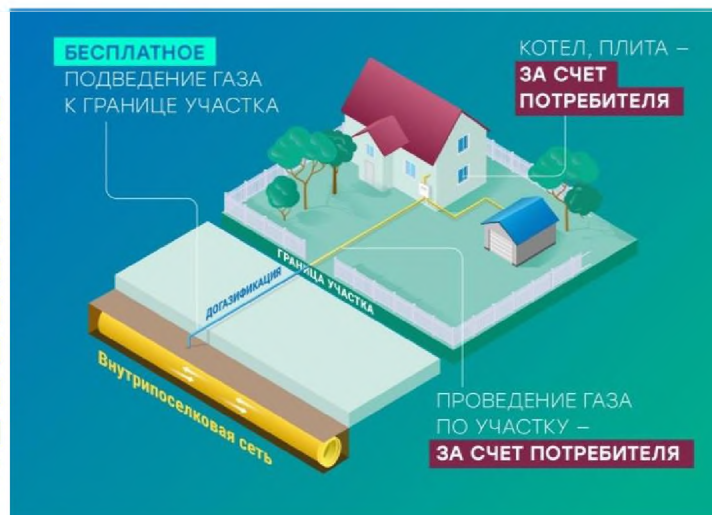 БЕСПЛАТНОЕ
ПОДВЕДЕНИЕ ГАЗА
К ГРАНИЦЕ УЧАСТКА
КОТЕЛ, ПЛИТА –
ЗА СЧЕТ
ПОТРЕБИТЕЛЯ
ДОГАЗИФИКАЦИЯ
ГРАНИЦА УЧАСТКА
Внутрипоселковая сеть
ПРОВЕДЕНИЕ ГАЗА
ПО УЧАСТКУ –
ЗА СЧЕТ ПОТРЕБИТЕЛЯ